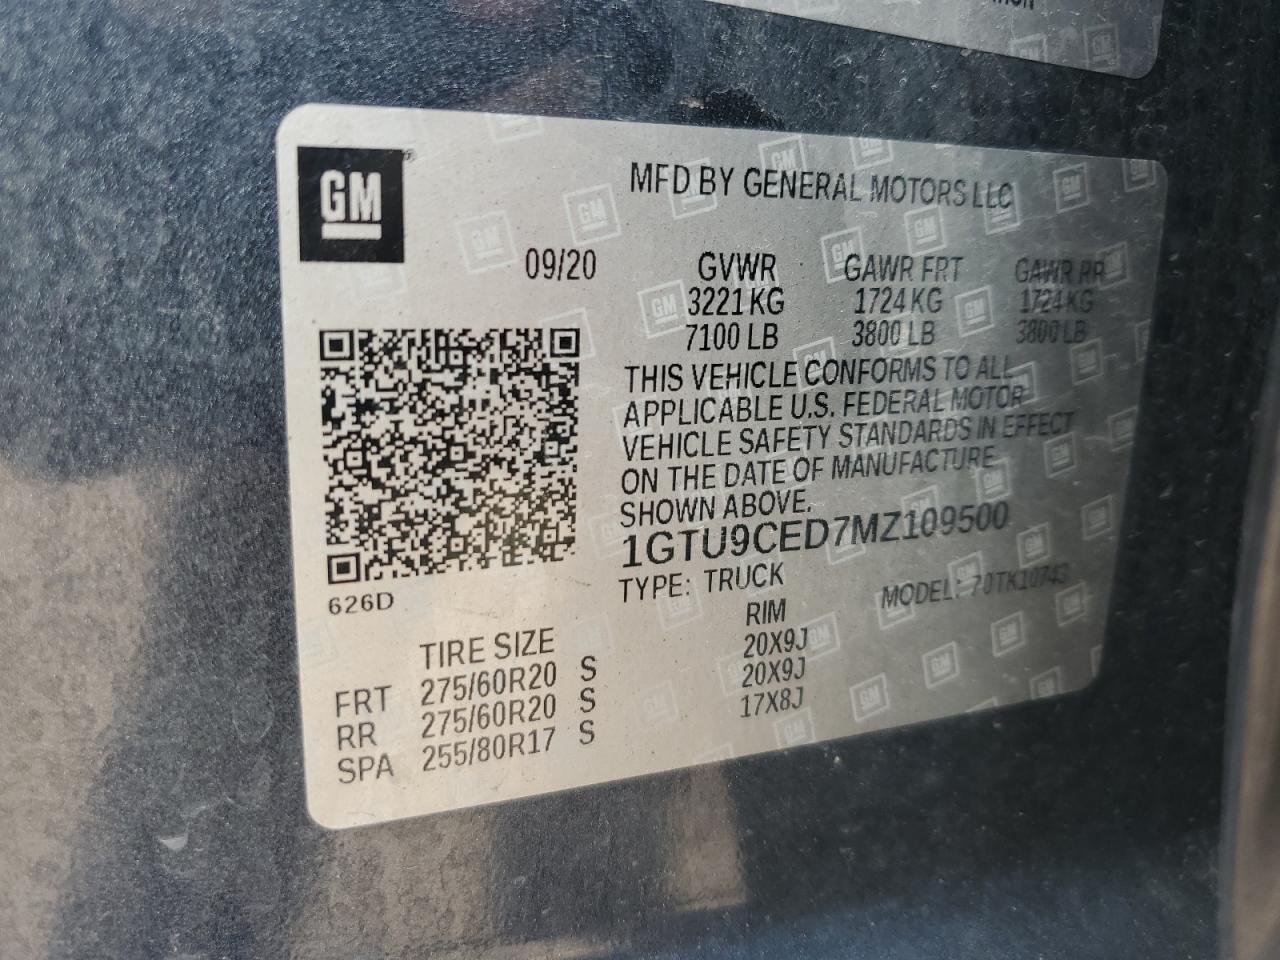 GM
MFD BY GENERAL MOTORS LLC
09/20
GVWR GAWR FRT GAWR RR
3221 KG 1724 KG 1724 KG
7100 LB 3800 LB 3800 LB
THIS VEHICLE CONFORMS TO ALL
APPLICABLE U.S. FEDERAL MOTOR
VEHICLE SAFETY STANDARDS IN EFFECT
ON THE DATE OF MANUFACTURE
SHOWN ABOVE.
1GTU9CED7MZ109500
TYPE: TRUCK MODEL: 70TK10743
626D
TIRE SIZE RIM
FRT 275/60R20 S 20X9J
RR 275/60R20 S 20X9J
SPA 255/80R17 S 17X8J